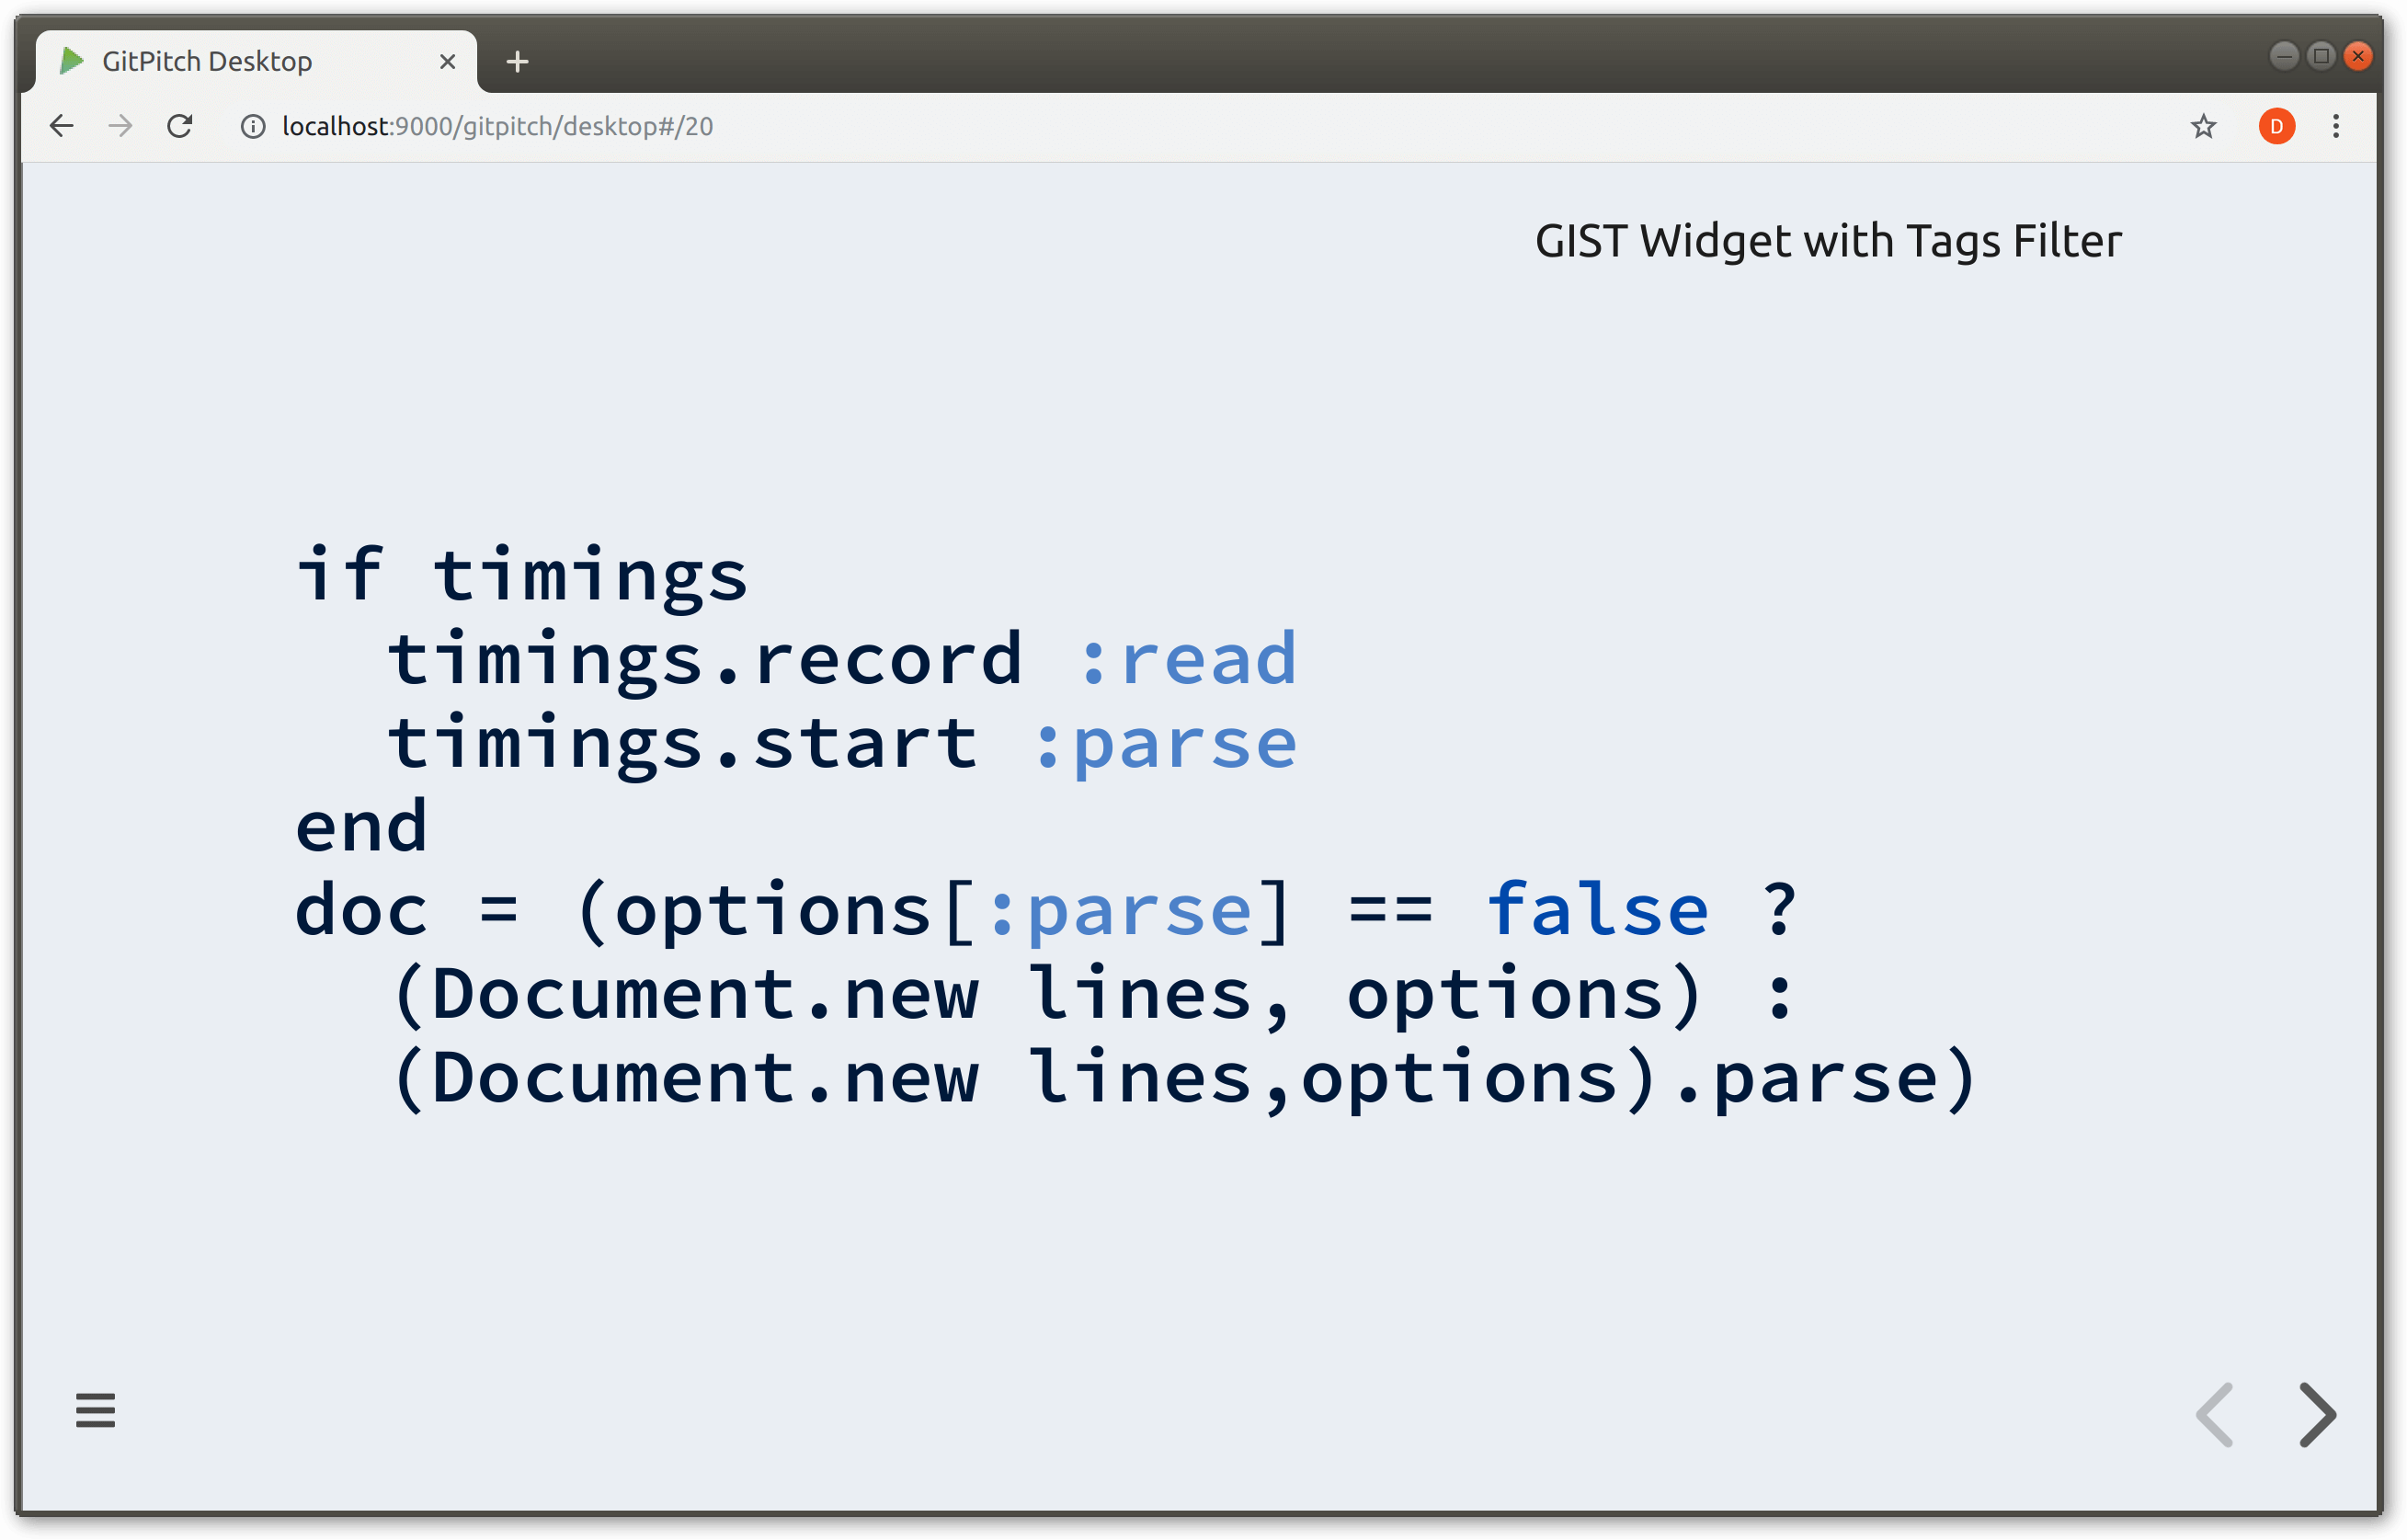 GitPitch Desktop
localhost:9000/gitpitch/desktop#/20
D
GIST Widget with Tags Filter
if timings
  timings.record :read
  timings.start :parse
end
doc = (options[:parse] == false ?
  (Document.new lines, options) :
  (Document.new lines,options).parse)